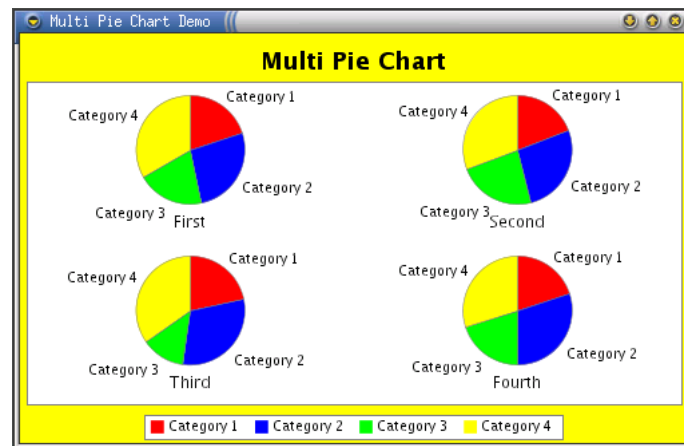 Multi Pie Chart Demo
Multi Pie Chart
Category 1
Category 4
Category 2
Category 3
First
Category 1
Category 4
Category 2
Category 3
Second
Category 1
Category 4
Category 2
Category 3
Third
Category 1
Category 4
Category 2
Category 3
Fourth
Category 1 Category 2 Category 3 Category 4